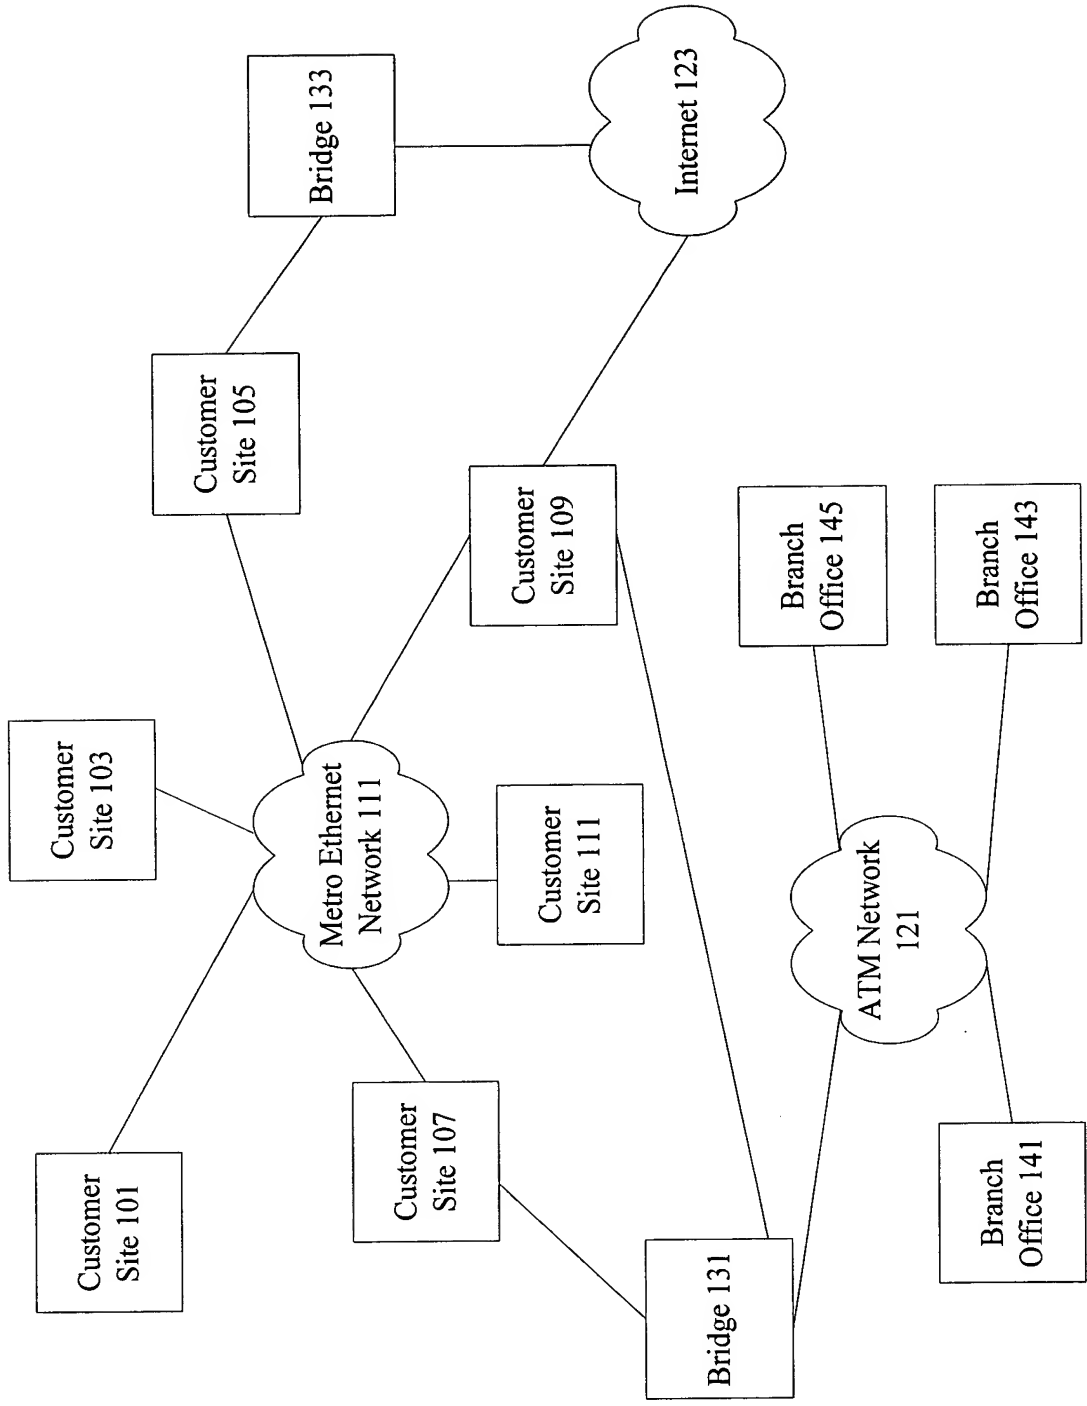 Customer
Site 101
Customer
Site 103
Customer
Site 105
Bridge 133
Metro Ethernet
Network 111
Customer
Site 107
Customer
Site 111
Customer
Site 109
Internet 123
Bridge 131
ATM Network
121
Branch
Office 145
Branch
Office 141
Branch
Office 143